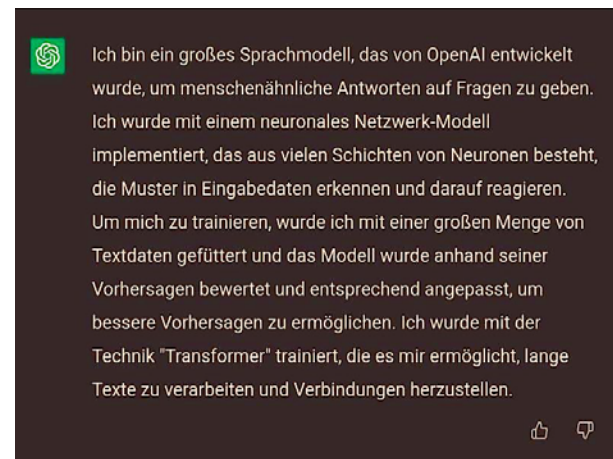 Ich bin ein großes Sprachmodell, das von OpenAI entwickelt
wurde, um menschenähnliche Antworten auf Fragen zu geben.
Ich wurde mit einem neuronales Netzwerk-Modell
implementiert, das aus vielen Schichten von Neuronen besteht,
die Muster in Eingabedaten erkennen und darauf reagieren.
Um mich zu trainieren, wurde ich mit einer großen Menge von
Textdaten gefüttert und das Modell wurde anhand seiner
Vorhersagen bewertet und entsprechend angepasst, um
bessere Vorhersagen zu ermöglichen. Ich wurde mit der
Technik "Transformer" trainiert, die es mir ermöglicht, lange
Texte zu verarbeiten und Verbindungen herzustellen.